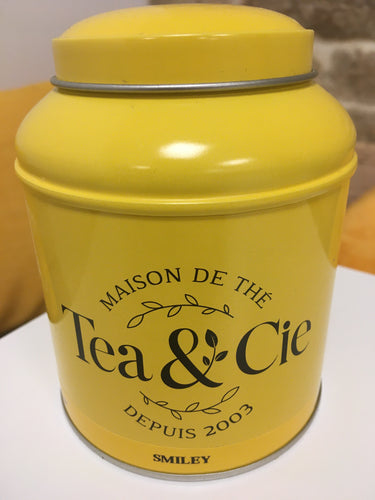 MAISON DE THÉ
Tea & Cie
DEPUIS 2003
SMILEY